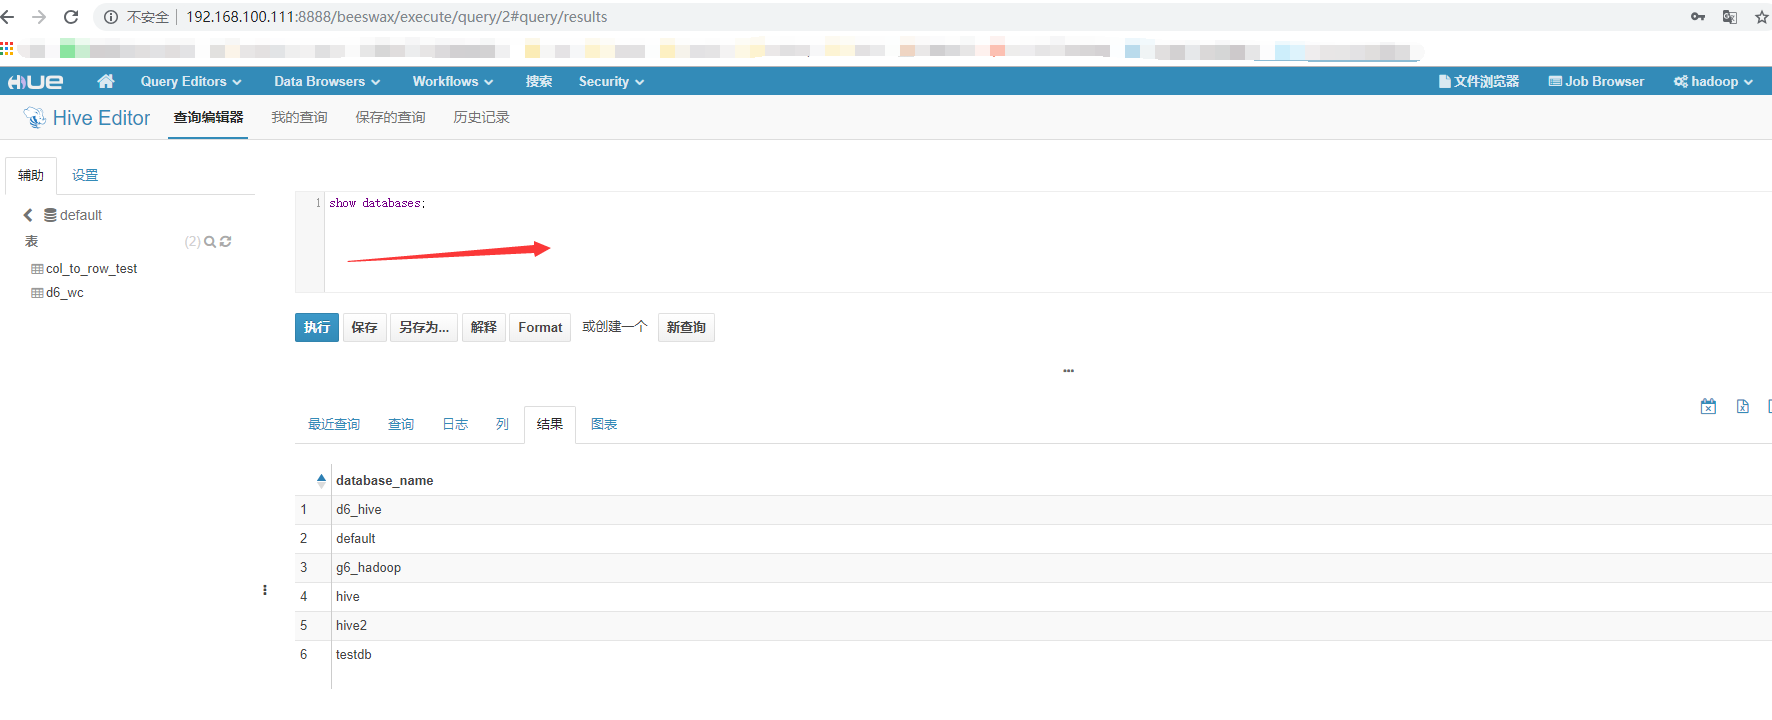 不安全 192.168.100.111:8888/beeswax/execute/query/2#query/results
HUE Query Editors Data Browsers Workflows 搜索 Security 文件浏览器 Job Browser hadoop
Hive Editor 查询编辑器 我的查询 保存的查询 历史记录
辅助 设置
default
表 (2)
col_to_row_test
d6_wc
1 show databases;
执行 保存 另存为... 解释 Format 或创建一个 新查询
最近查询 查询 日志 列 结果 图表
database_name
1 d6_hive
2 default
3 g6_hadoop
4 hive
5 hive2
6 testdb